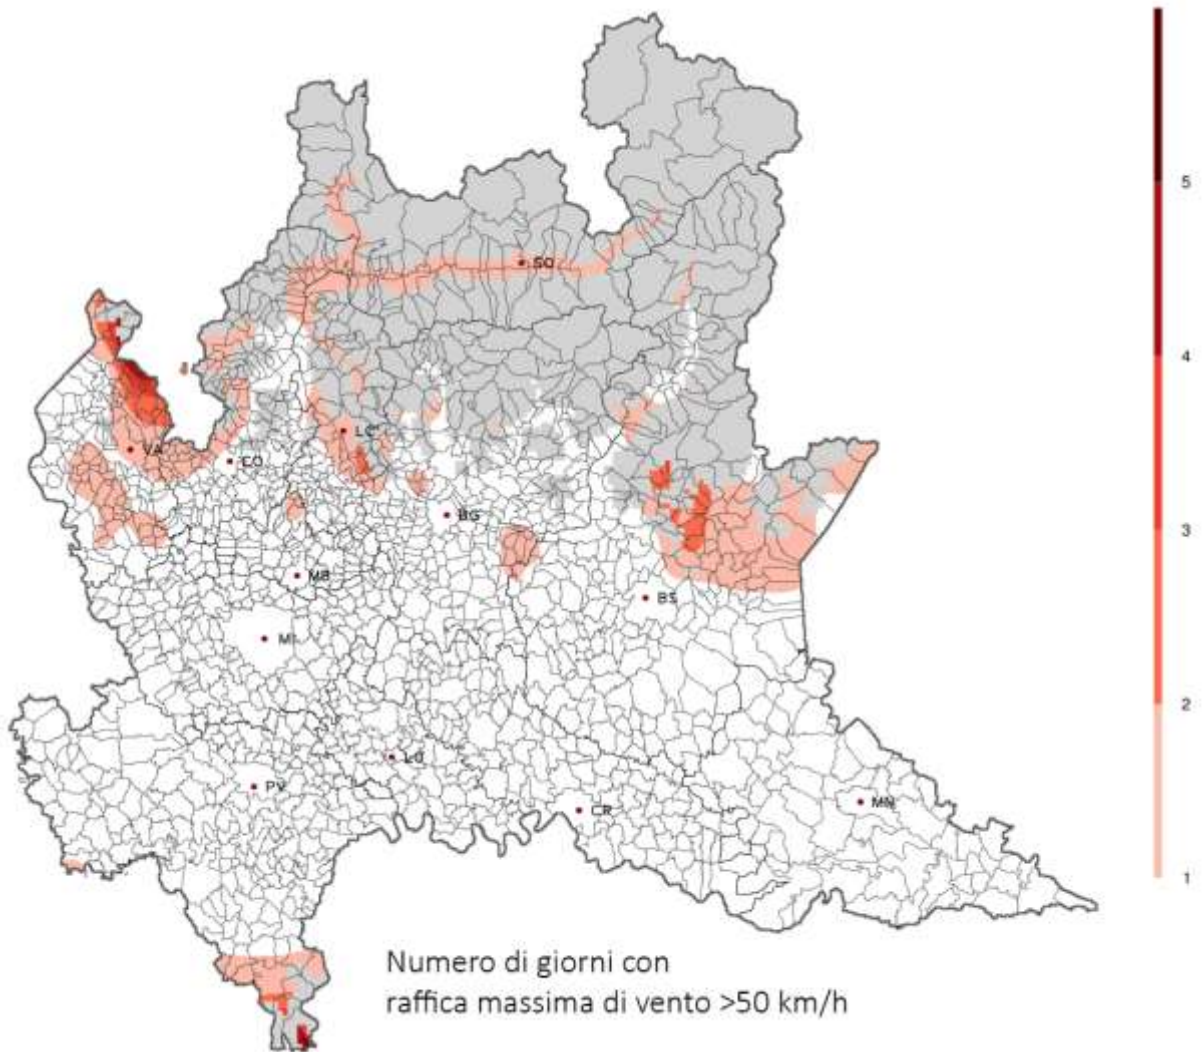 5
SO
4
VA
LC
CO
BG
3
MB
BS
MI
2
LO
PV
CR
MN
1
Numero di giorni con
raffica massima di vento >50 km/h